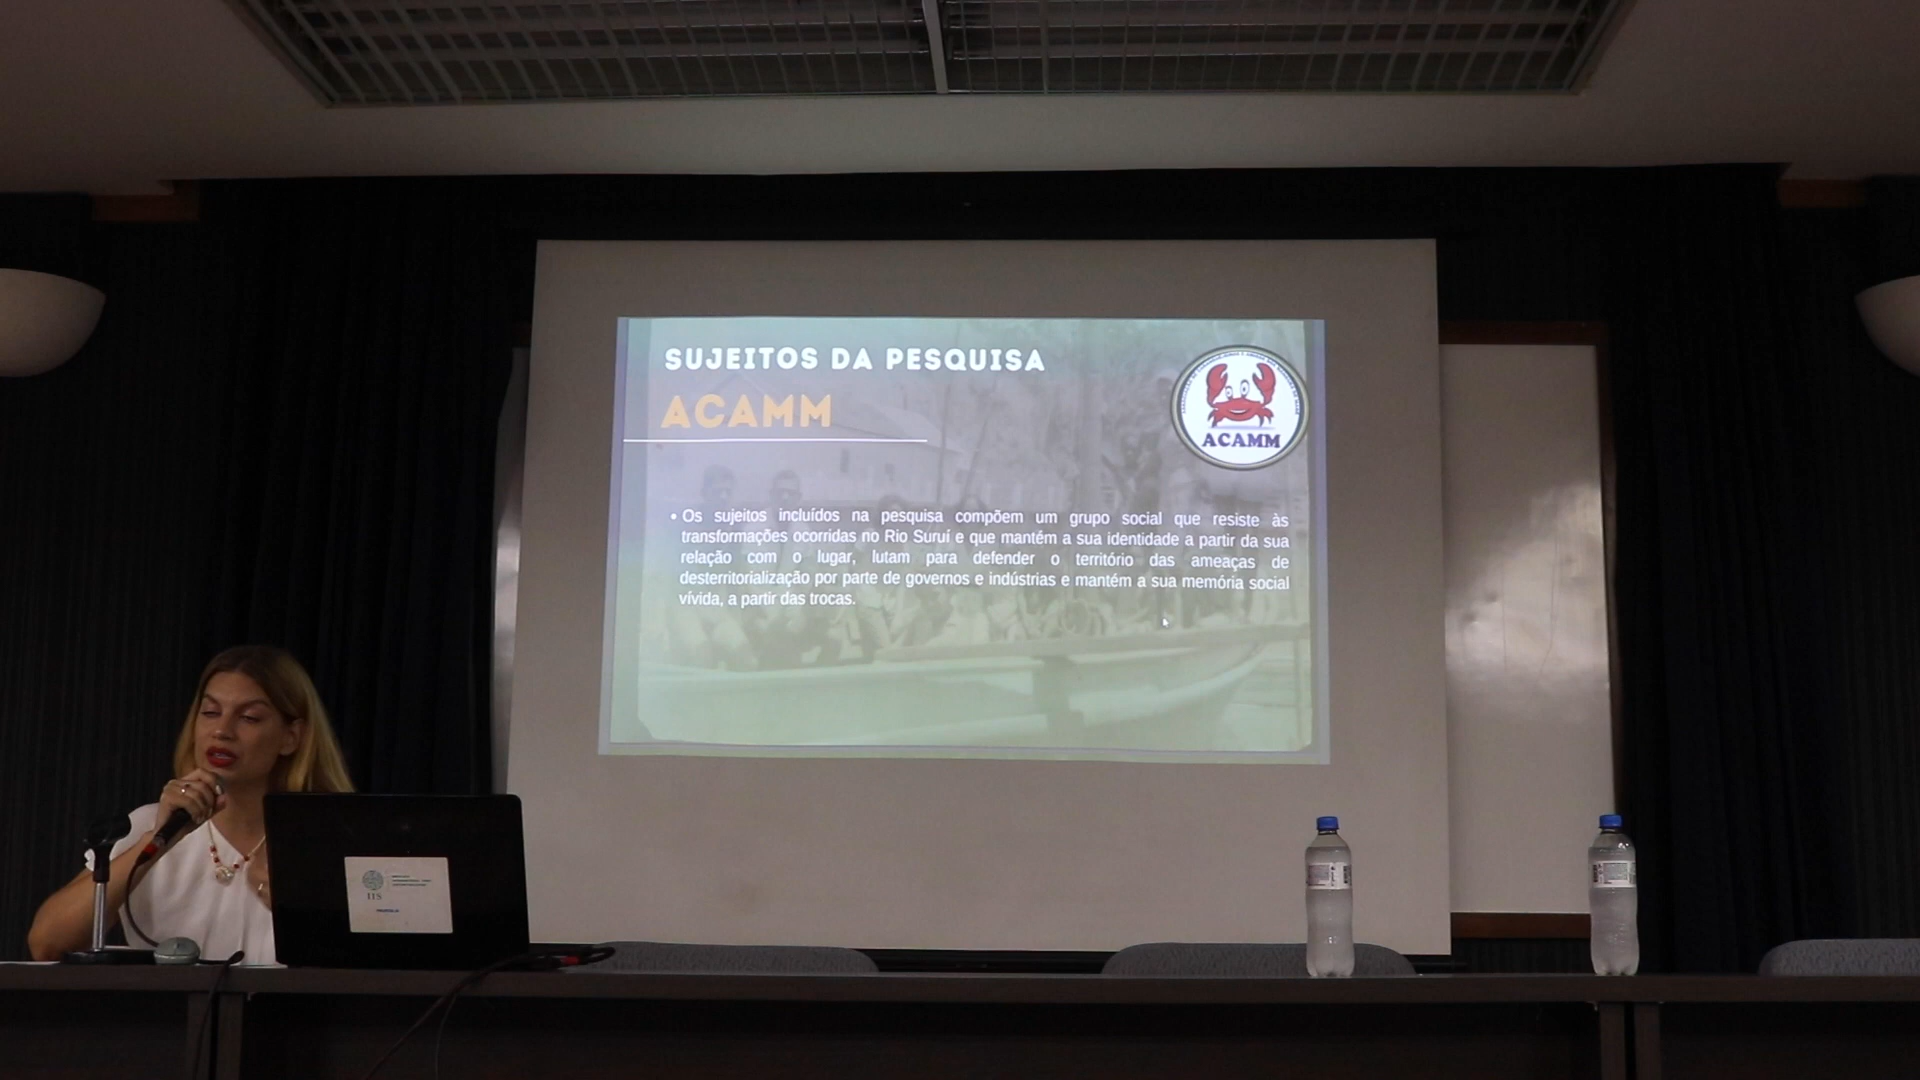 SUJEITOS DA PESQUISA
ACAMM
ACAMM
• Os sujeitos incluídos na pesquisa compõem um grupo social que resiste às
transformações ocorridas no Rio Suruí e que mantém a sua identidade a partir da sua
relação com o lugar, lutam para defender o território das ameaças de
desterritorialização por parte de governos e indústrias e mantém a sua memória social
vívida, a partir das trocas.